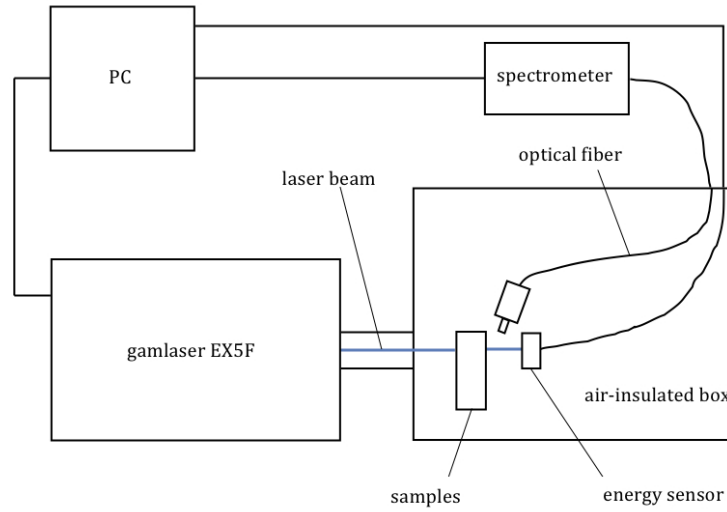 PC
spectrometer
optical fiber
laser beam
gamlaser EX5F
air-insulated box
samples
energy sensor